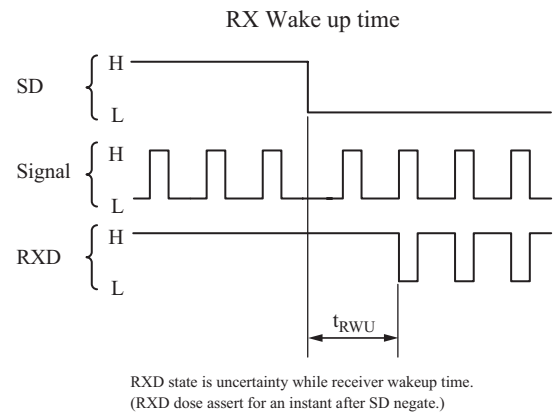 RX Wake up time
SD
H
L
Signal
H
L
RXD
H
L
tRWU
RXD state is uncertainty while receiver wakeup time.
(RXD dose assert for an instant after SD negate.)